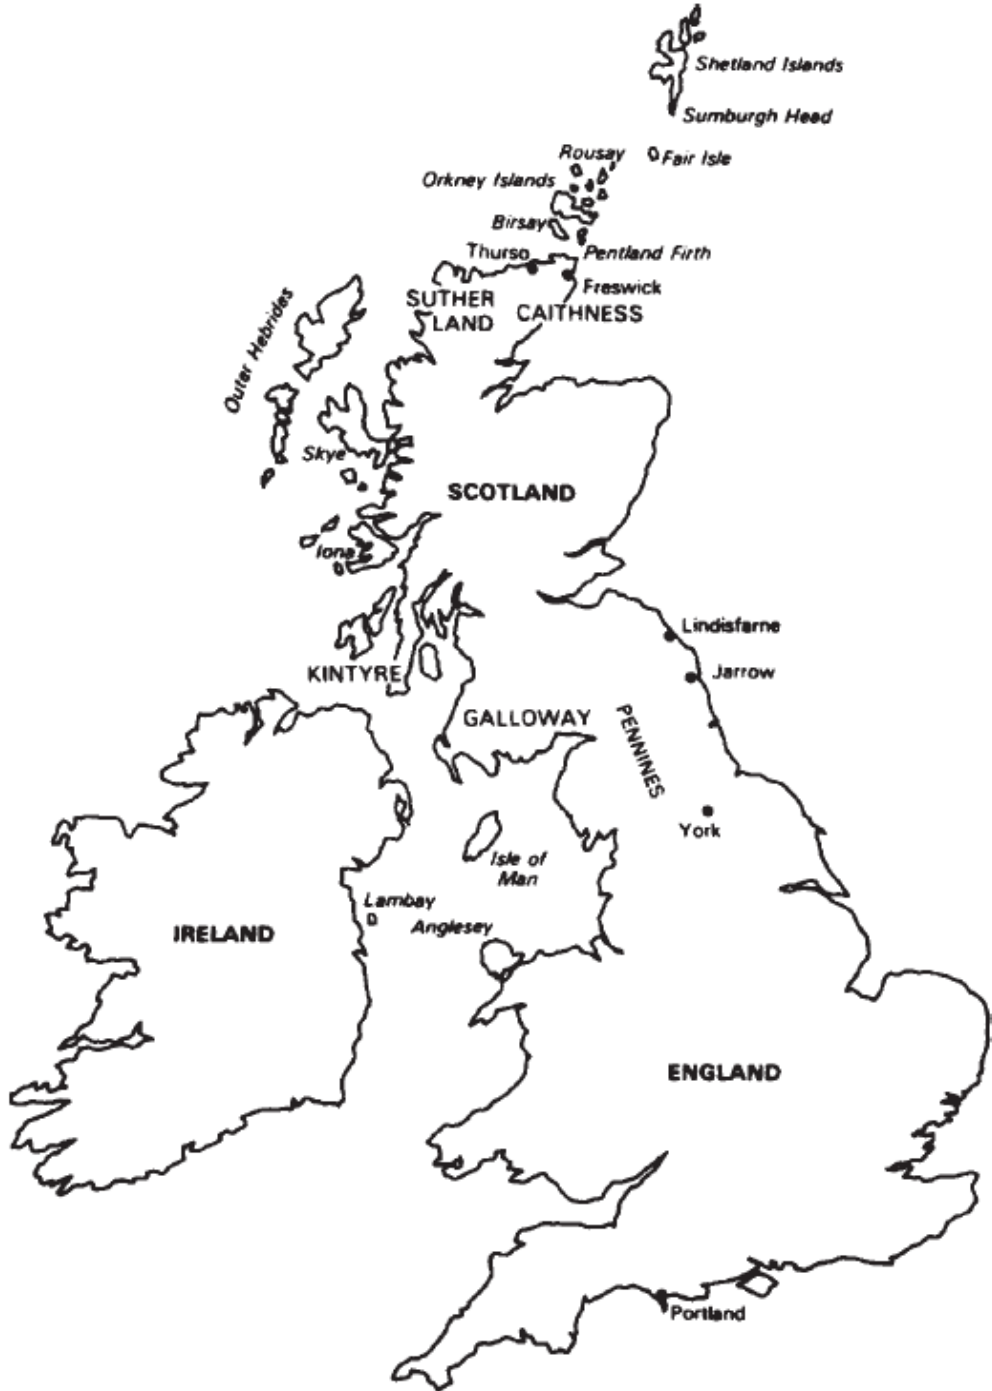 Shetland Islands
Sumburgh Head
Rousay
Fair Isle
Orkney Islands
Birsay
Thurso
Pentland Firth
Freswick
SUTHER
LAND
CAITHNESS
Outer Hebrides
Skye
SCOTLAND
Iona
Lindisfarne
KINTYRE
Jarrow
GALLOWAY
PENNINES
York
Isle of
Man
Lambay
Anglesey
IRELAND
ENGLAND
Portland